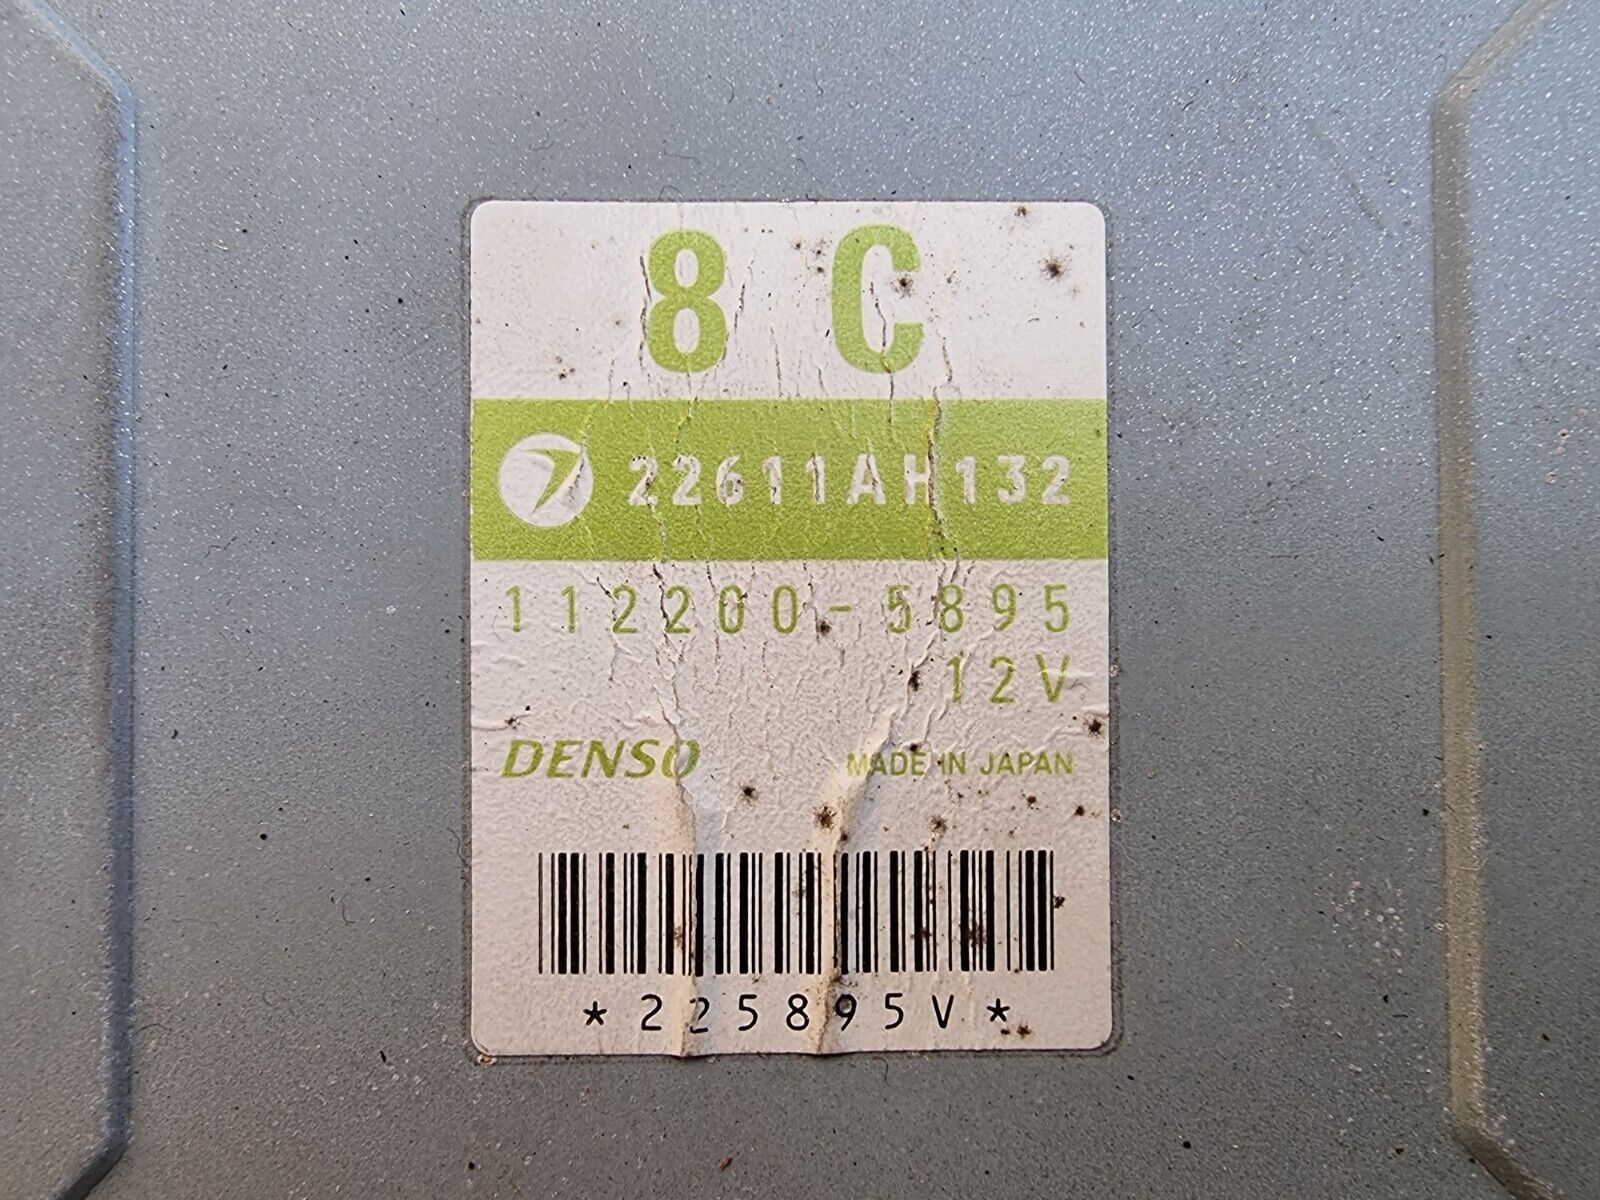 8 C
22611AH132
112200-5895
12V
DENSO MADE IN JAPAN
*225895V*